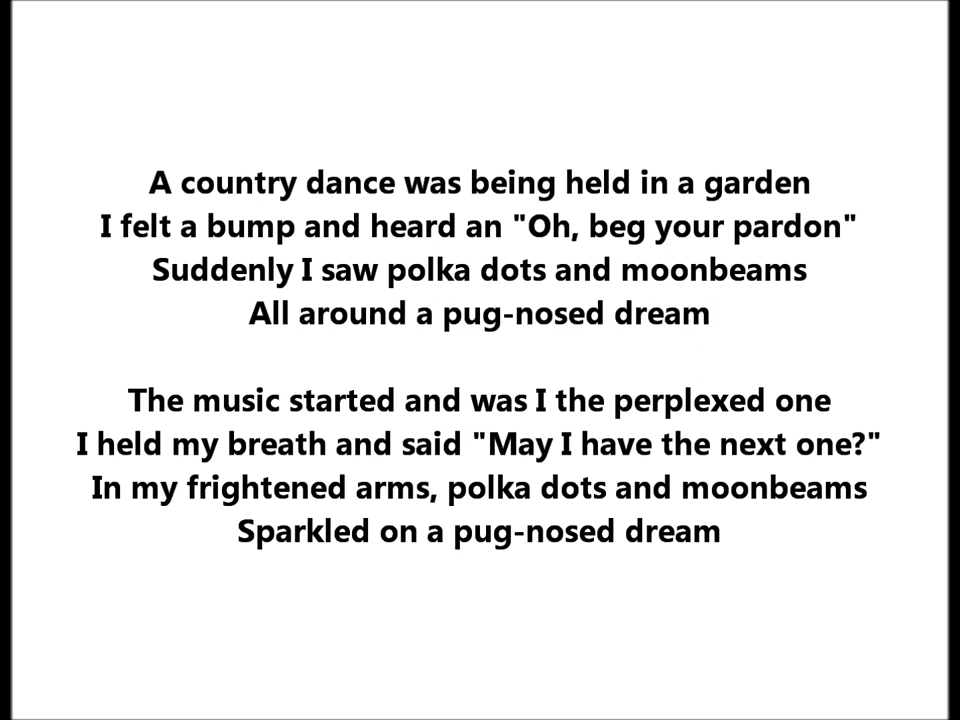 A country dance was being held in a garden
I felt a bump and heard an "Oh, beg your pardon"
Suddenly I saw polka dots and moonbeams
All around a pug-nosed dream
The music started and was I the perplexed one
I held my breath and said "May I have the next one?"
In my frightened arms, polka dots and moonbeams
Sparkled on a pug-nosed dream